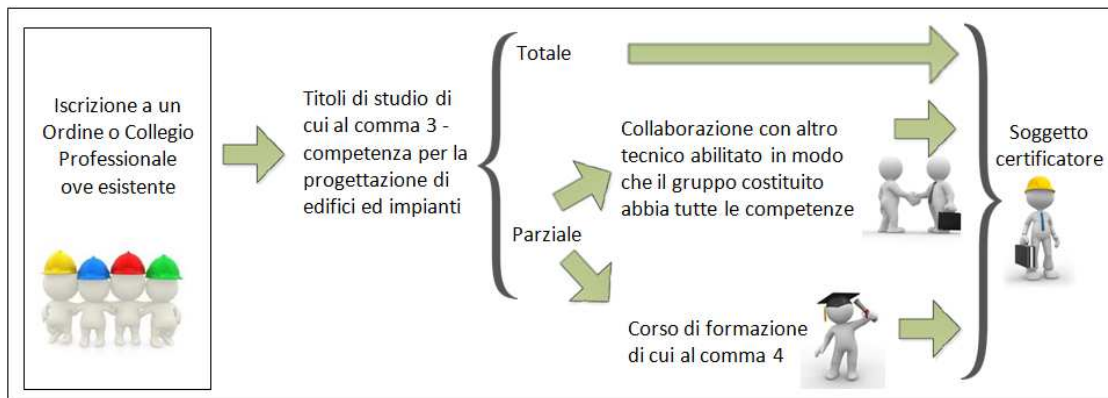 Iscrizione a un
Ordine o Collegio
Professionale
ove esistente
Titoli di studio di
cui al comma 3 -
competenza per la
progettazione di
edifici ed impianti
Totale
Parziale
Collaborazione con altro
tecnico abilitato in modo
che il gruppo costituito
abbia tutte le competenze
Corso di formazione
di cui al comma 4
Soggetto
certificatore